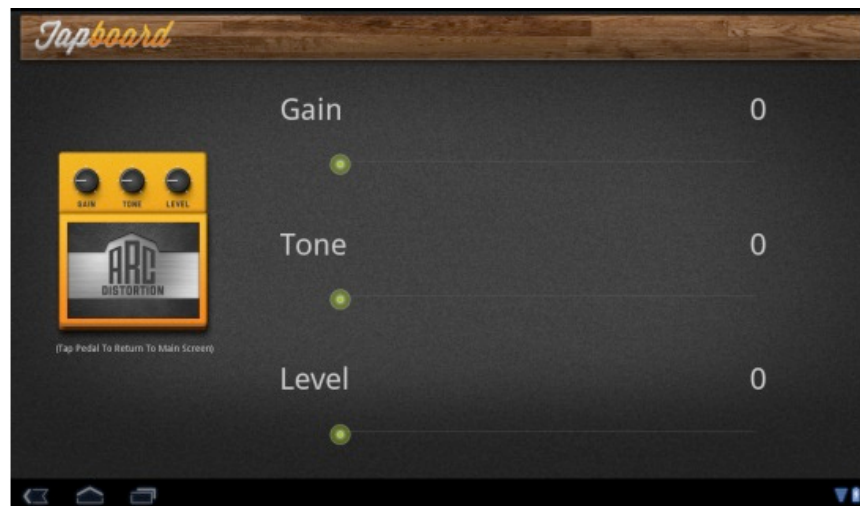 Tapboard
Gain 0
GAIN TONE LEVEL
Tone 0
ARC
DISTORTION
(Tap Pedal To Return To Main Screen)
Level 0